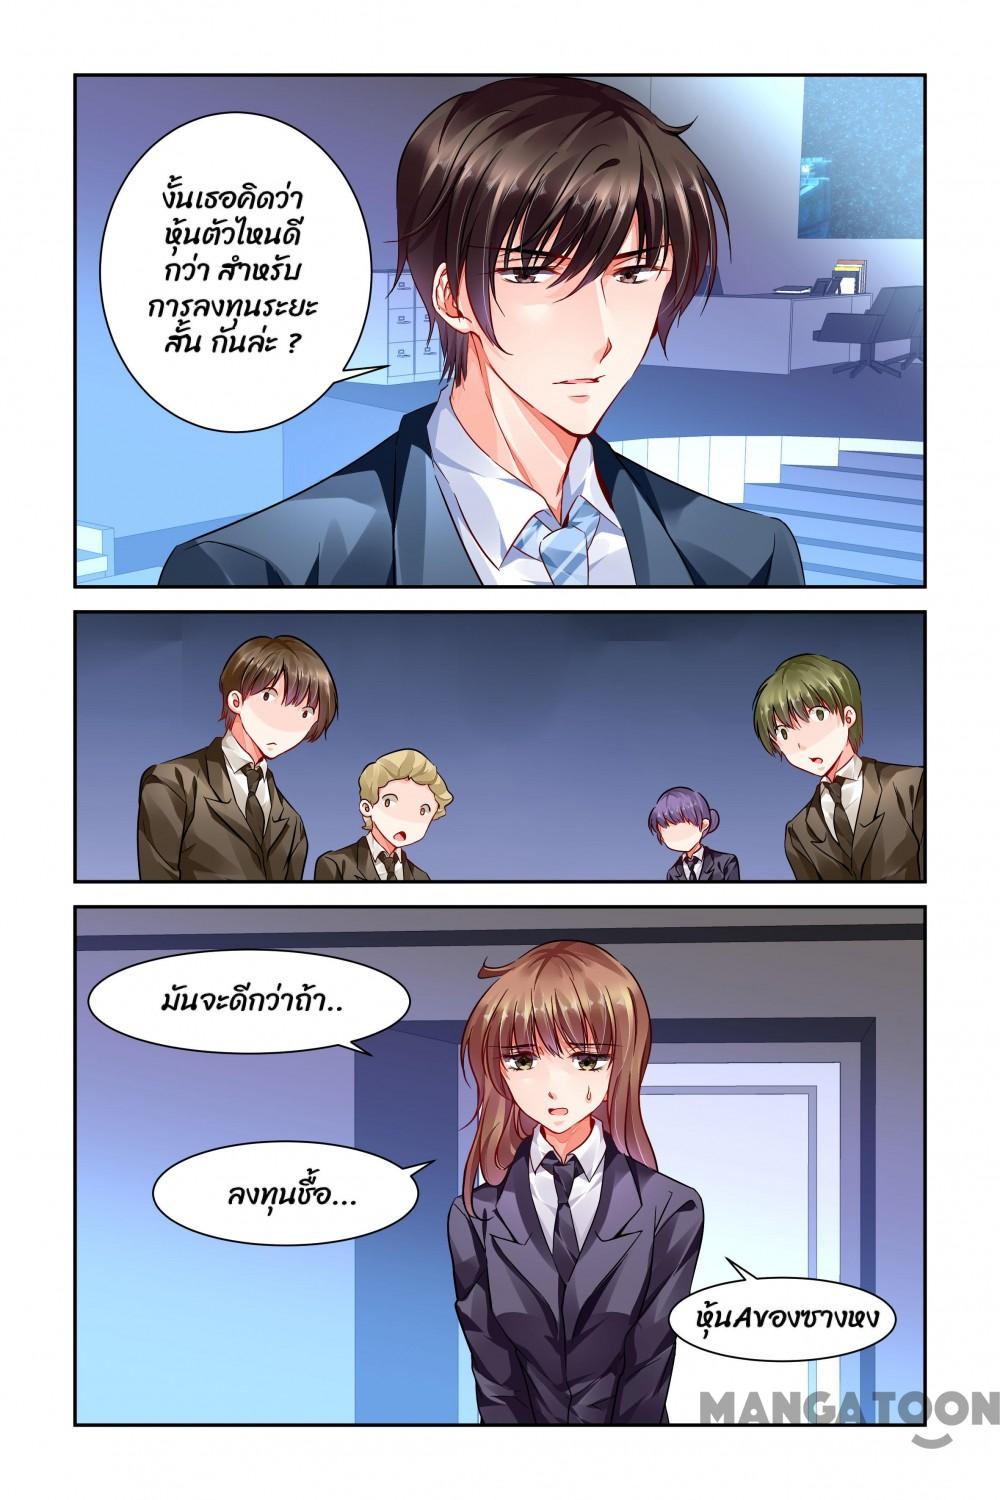 งั้นเธอคิดว่า
หุ้นตัวไหนดี
กว่า สำหรับ
การลงทุนระยะ
สั้น กันล่ะ ?
มันจะดีกว่าถ้า..
ลงทุนซื้อ...
หุ้นAของซางหง
MANGATOON